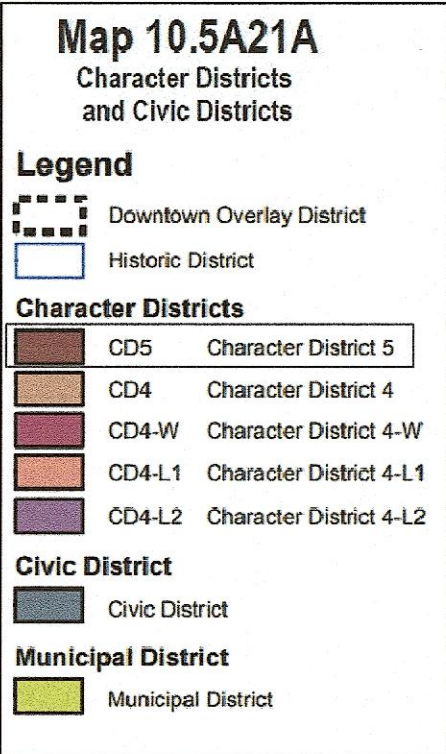 Map 10.5A21A
Character Districts
and Civic Districts
Legend
Downtown Overlay District
Historic District
Character Districts
CD5 Character District 5
CD4 Character District 4
CD4-W Character District 4-W
CD4-L1 Character District 4-L1
CD4-L2 Character District 4-L2
Civic District
Civic District
Municipal District
Municipal District